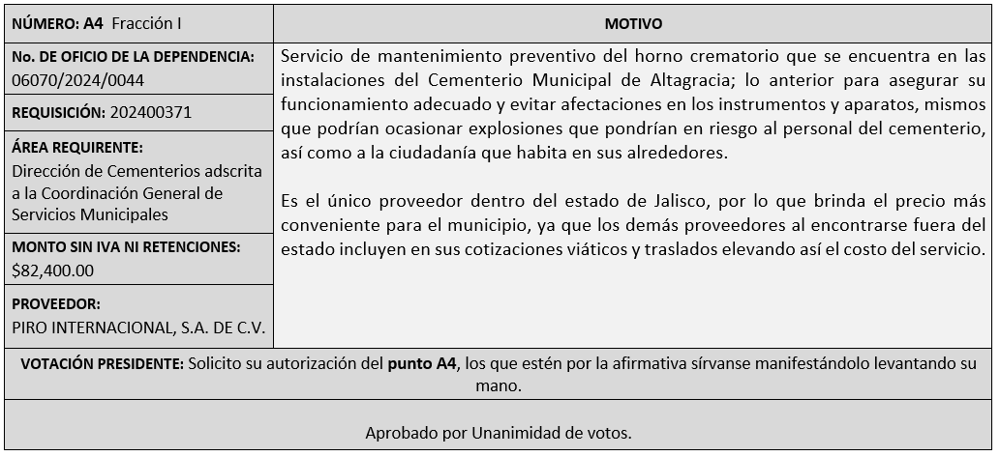 NÚMERO: A4 Fracción I
MOTIVO
No. DE OFICIO DE LA DEPENDENCIA:
06070/2024/0044
REQUISICIÓN: 202400371
ÁREA REQUIRENTE:
Dirección de Cementerios adscrita
a la Coordinación General de
Servicios Municipales
MONTO SIN IVA NI RETENCIONES:
$82,400.00
PROVEEDOR:
PIRO INTERNACIONAL, S.A. DE C.V.
Servicio de mantenimiento preventivo del horno crematorio que se encuentra en las
instalaciones del Cementerio Municipal de Altagracia; lo anterior para asegurar su
funcionamiento adecuado y evitar afectaciones en los instrumentos y aparatos, mismos
que podrían ocasionar explosiones que pondrían en riesgo al personal del cementerio,
así como a la ciudadanía que habita en sus alrededores.
Es el único proveedor dentro del estado de Jalisco, por lo que brinda el precio más
conveniente para el municipio, ya que los demás proveedores al encontrarse fuera del
estado incluyen en sus cotizaciones viáticos y traslados elevando así el costo del servicio.
VOTACIÓN PRESIDENTE: Solicito su autorización del punto A4, los que estén por la afirmativa sírvanse manifestándolo levantando su
mano.
Aprobado por Unanimidad de votos.